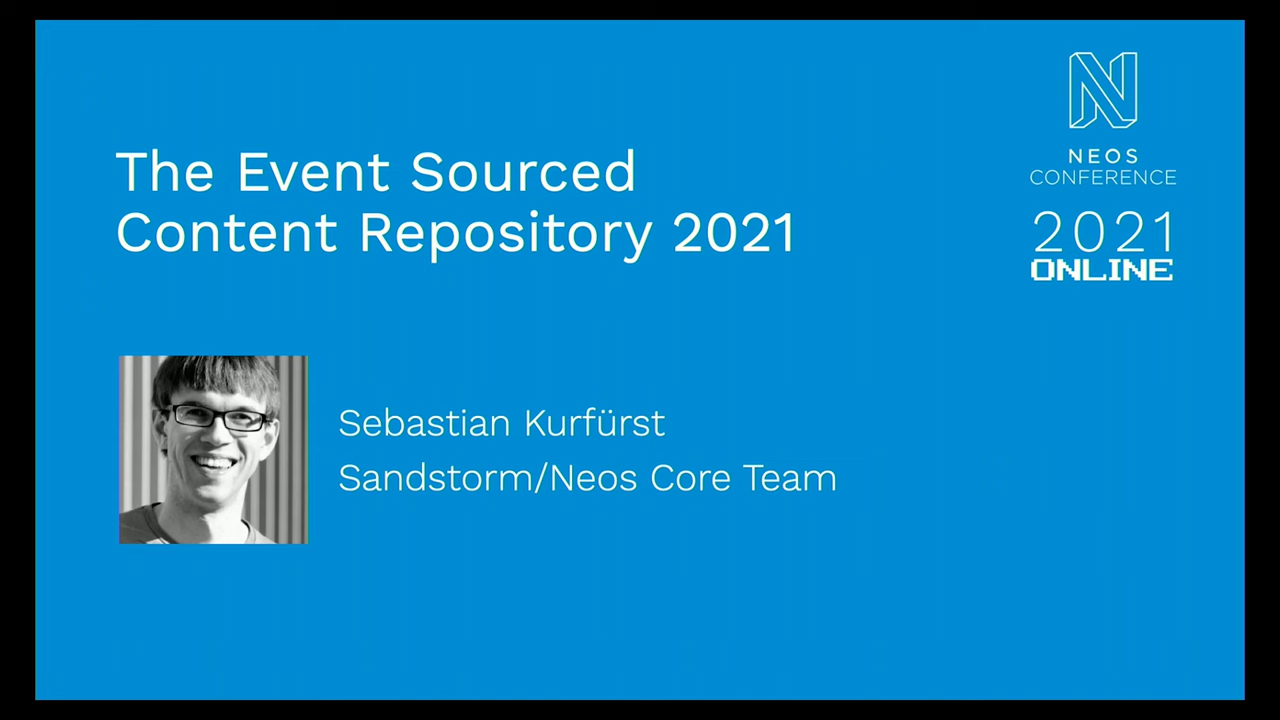 The Event Sourced
Content Repository 2021
NEOS
CONFERENCE
2021
ONLINE
Sebastian Kurfürst
Sandstorm/Neos Core Team